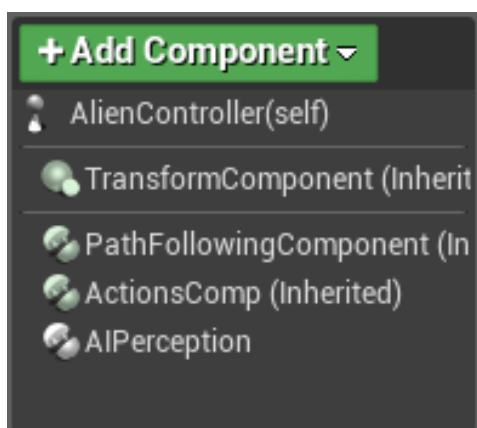 + Add Component
AlienController(self)
TransformComponent (Inherit
PathFollowingComponent (In
ActionsComp (Inherited)
AIPerception